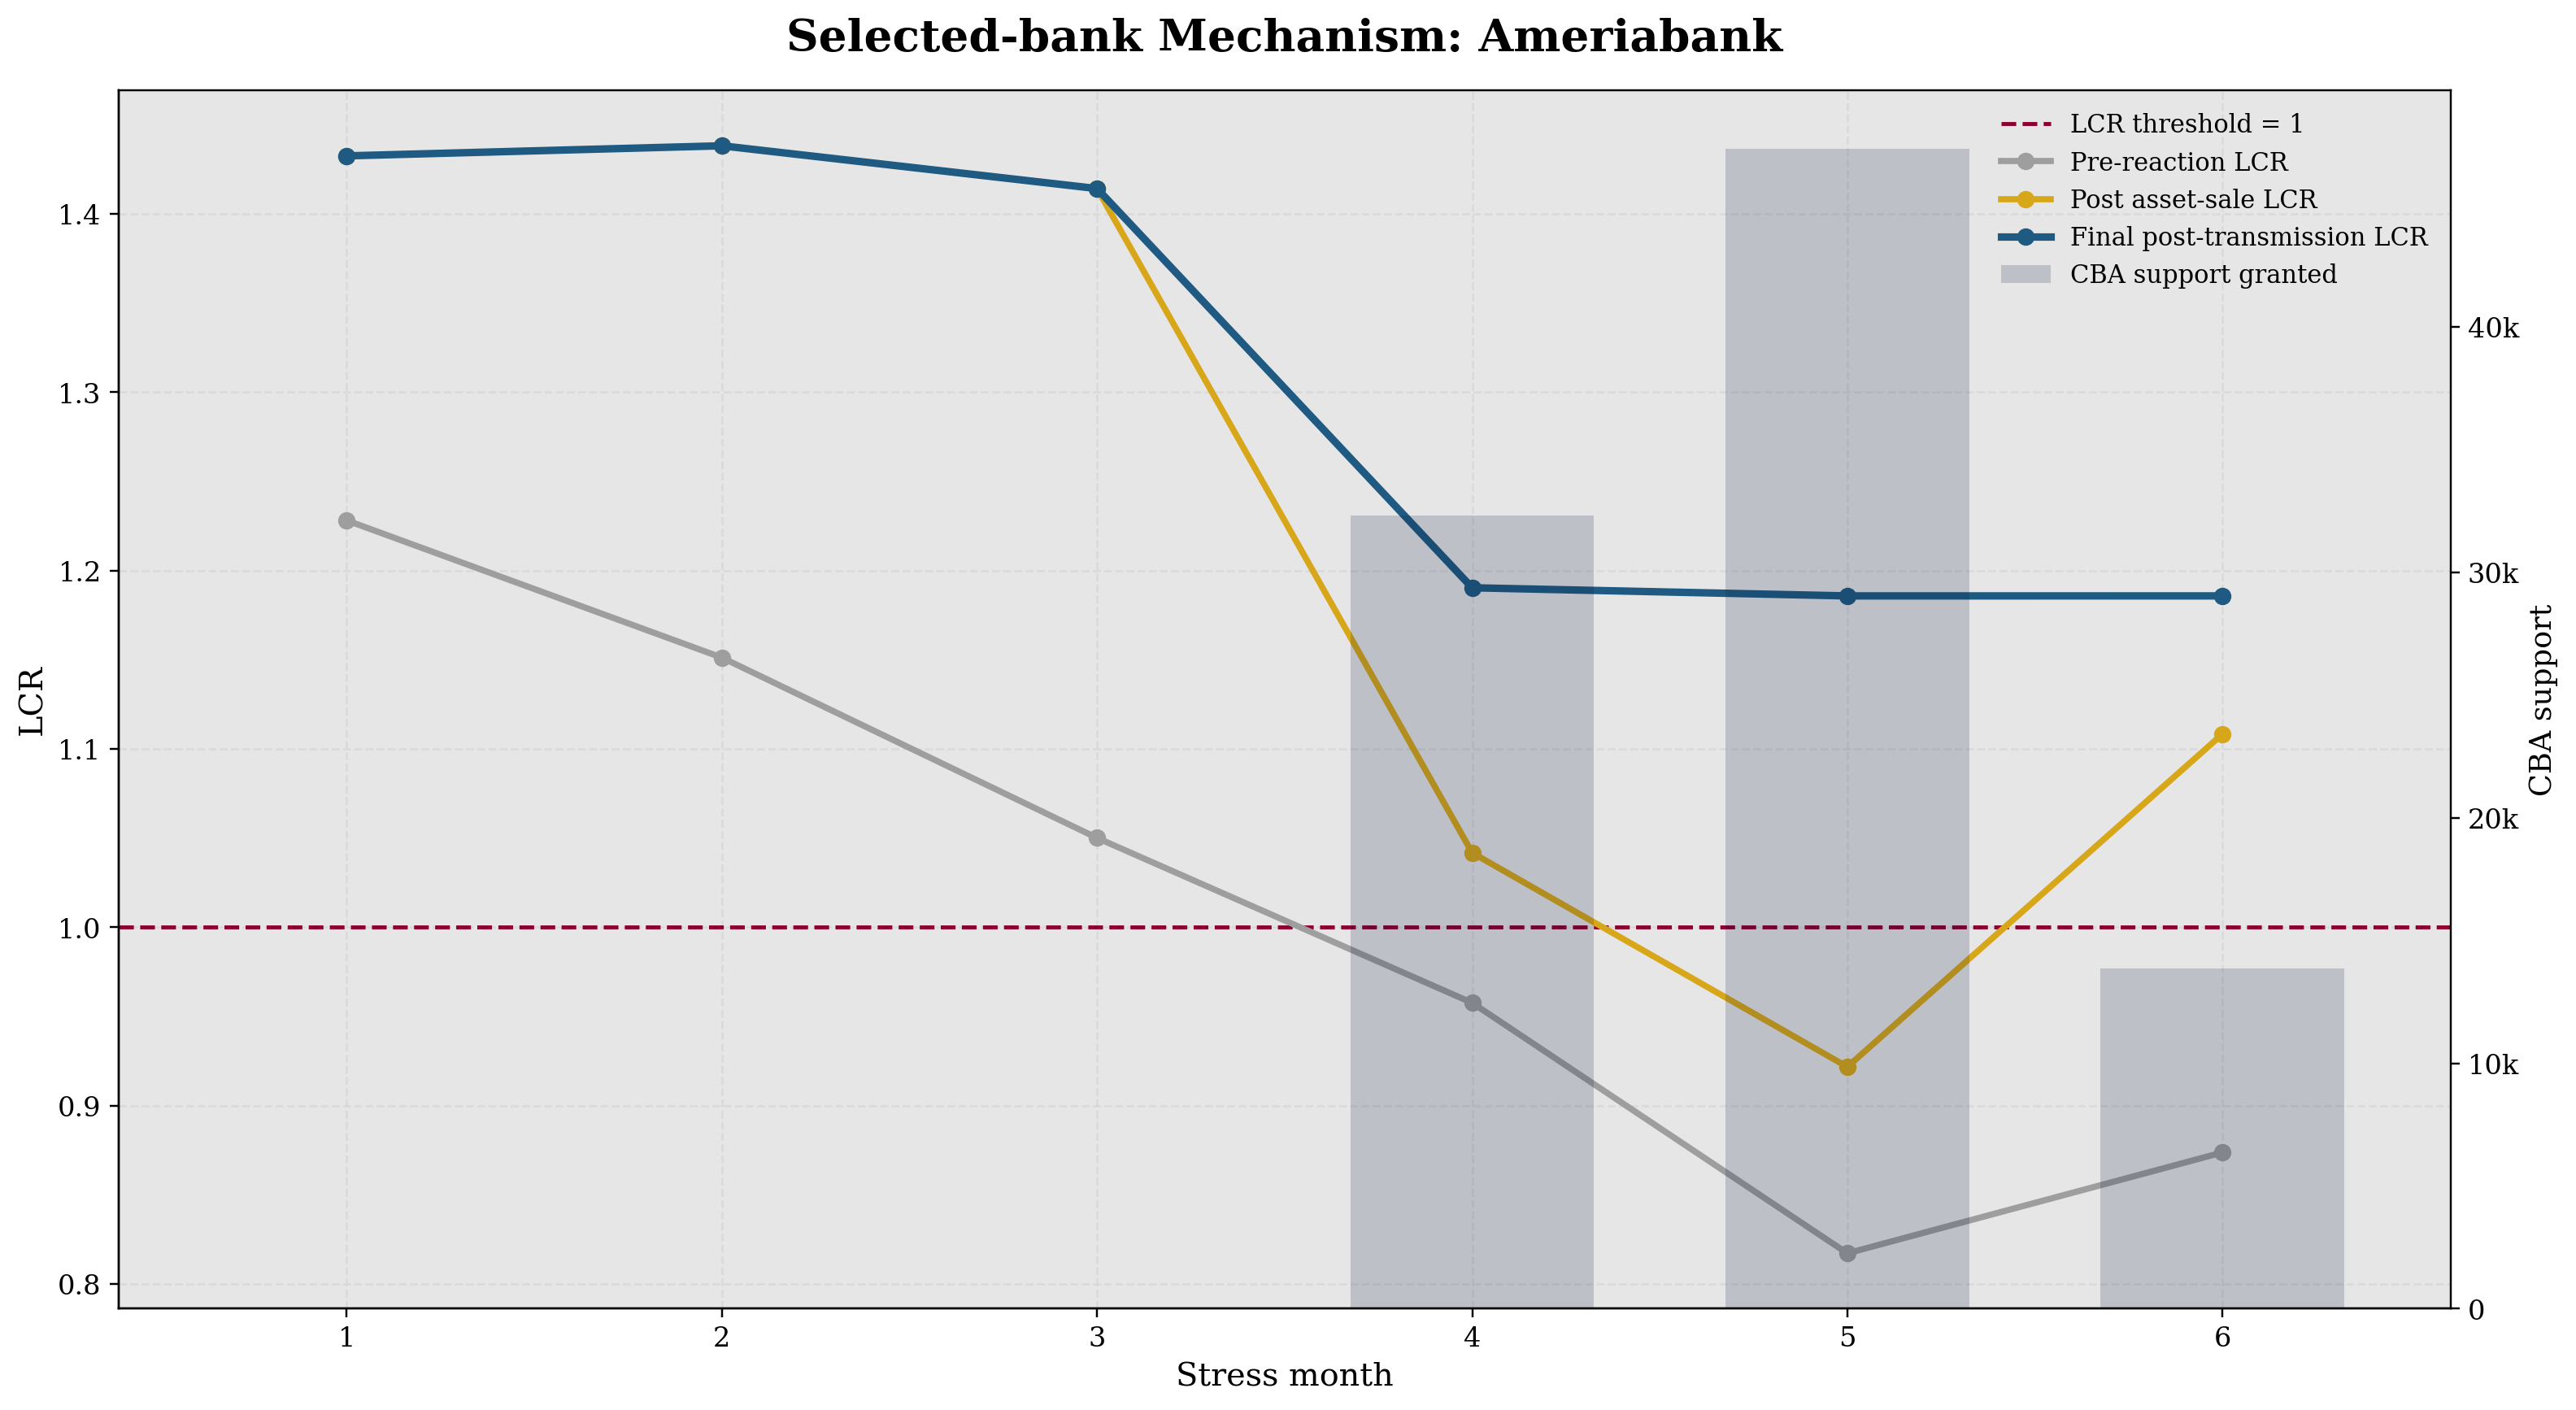 Selected-bank Mechanism: Ameriabank
LCR threshold = 1
Pre-reaction LCR
Post asset-sale LCR
Final post-transmission LCR
CBA support granted
LCR
1.4
1.3
1.2
1.1
1.0
0.9
0.8
40k
30k
20k
10k
0
CBA support
1 2 3 4 5 6
Stress month